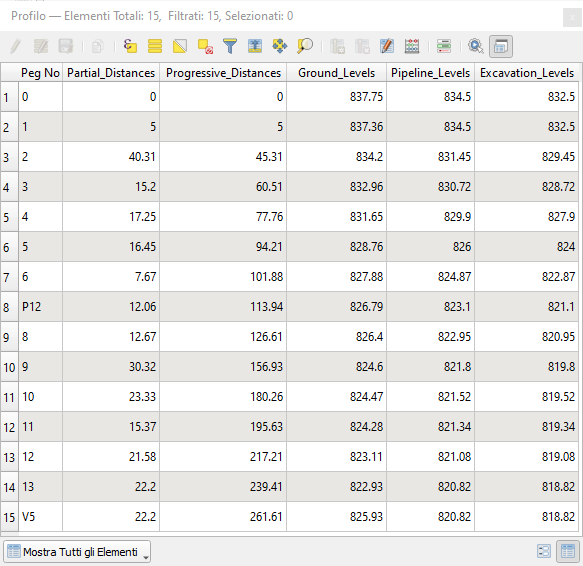 Profilo — Elementi Totali: 15, Filtrati: 15, Selezionati: 0
Peg No Partial_Distances Progressive_Distances Ground_Levels Pipeline_Levels Excavation_Levels
1 0 0 0 837.75 834.5 832.5
2 1 5 5 837.36 834.5 832.5
3 2 40.31 45.31 834.2 831.45 829.45
4 3 15.2 60.51 832.96 830.72 828.72
5 4 17.25 77.76 831.65 829.9 827.9
6 5 16.45 94.21 828.76 826 824
7 6 7.67 101.88 827.88 824.87 822.87
8 P12 12.06 113.94 826.79 823.1 821.1
9 8 12.67 126.61 826.4 822.95 820.95
10 9 30.32 156.93 824.6 821.8 819.8
11 10 23.33 180.26 824.47 821.52 819.52
12 11 15.37 195.63 824.28 821.34 819.34
13 12 21.58 217.21 823.11 821.08 819.08
14 13 22.2 239.41 822.93 820.82 818.82
15 V5 22.2 261.61 825.93 820.82 818.82
Mostra Tutti gli Elementi